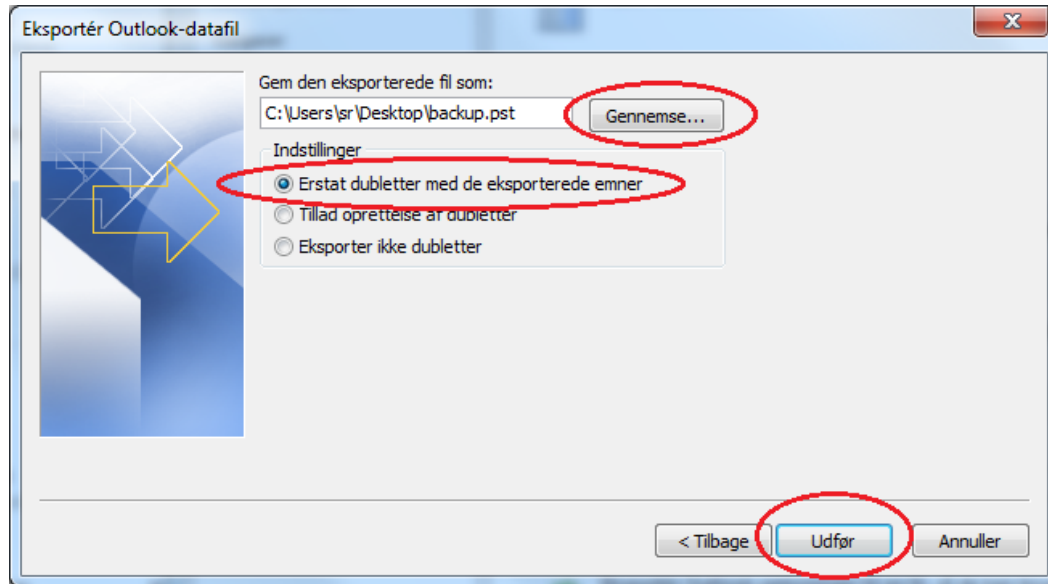 Eksportér Outlook-datafil
Gem den eksporterede fil som:
C:\Users\sr\Desktop\backup.pst
Gennemse...
Indstillinger
Erstat dubletter med de eksporterede emner
Tillad oprettelse af dubletter
Eksporter ikke dubletter
< Tilbage
Udfør
Annuller